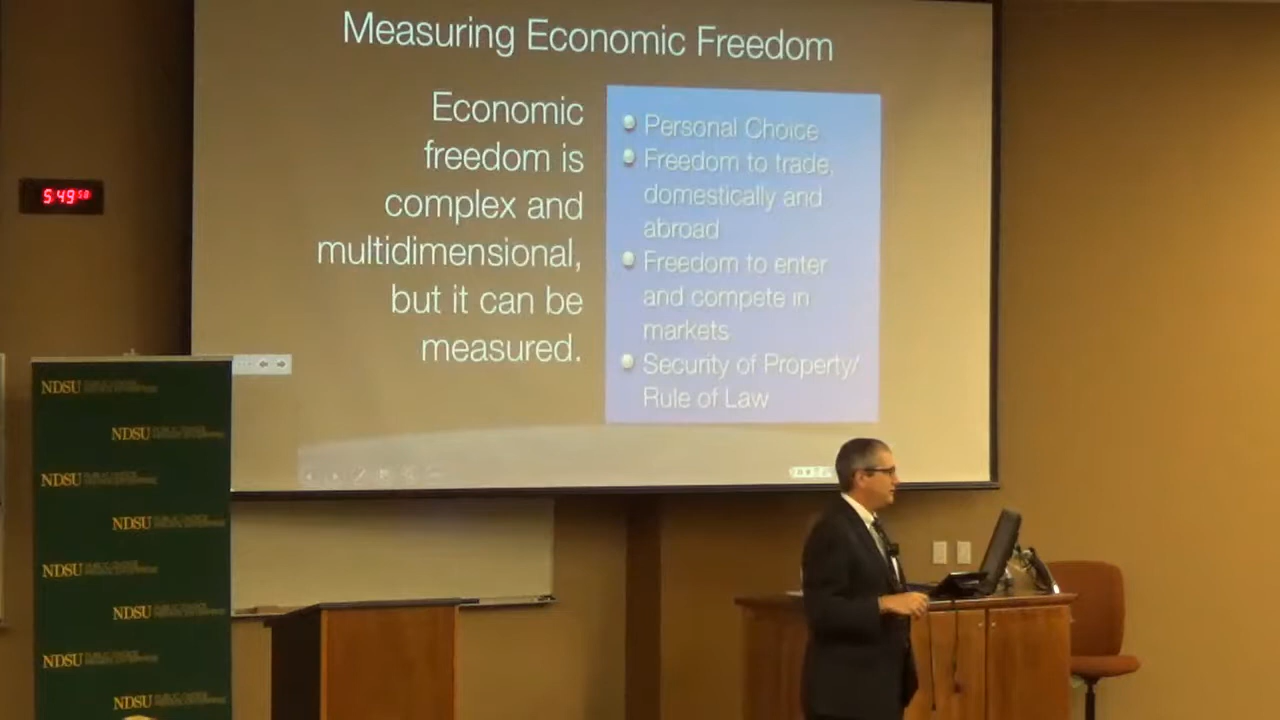 Measuring Economic Freedom
Economic
freedom is
complex and
multidimensional,
but it can be
measured.
Personal Choice
Freedom to trade,
domestically and
abroad
Freedom to enter
and compete in
markets
Security of Property/
Rule of Law
5:49 50
NDSU
NDSU
NDSU
NDSU
NDSU
NDSU
NDSU
NDSU